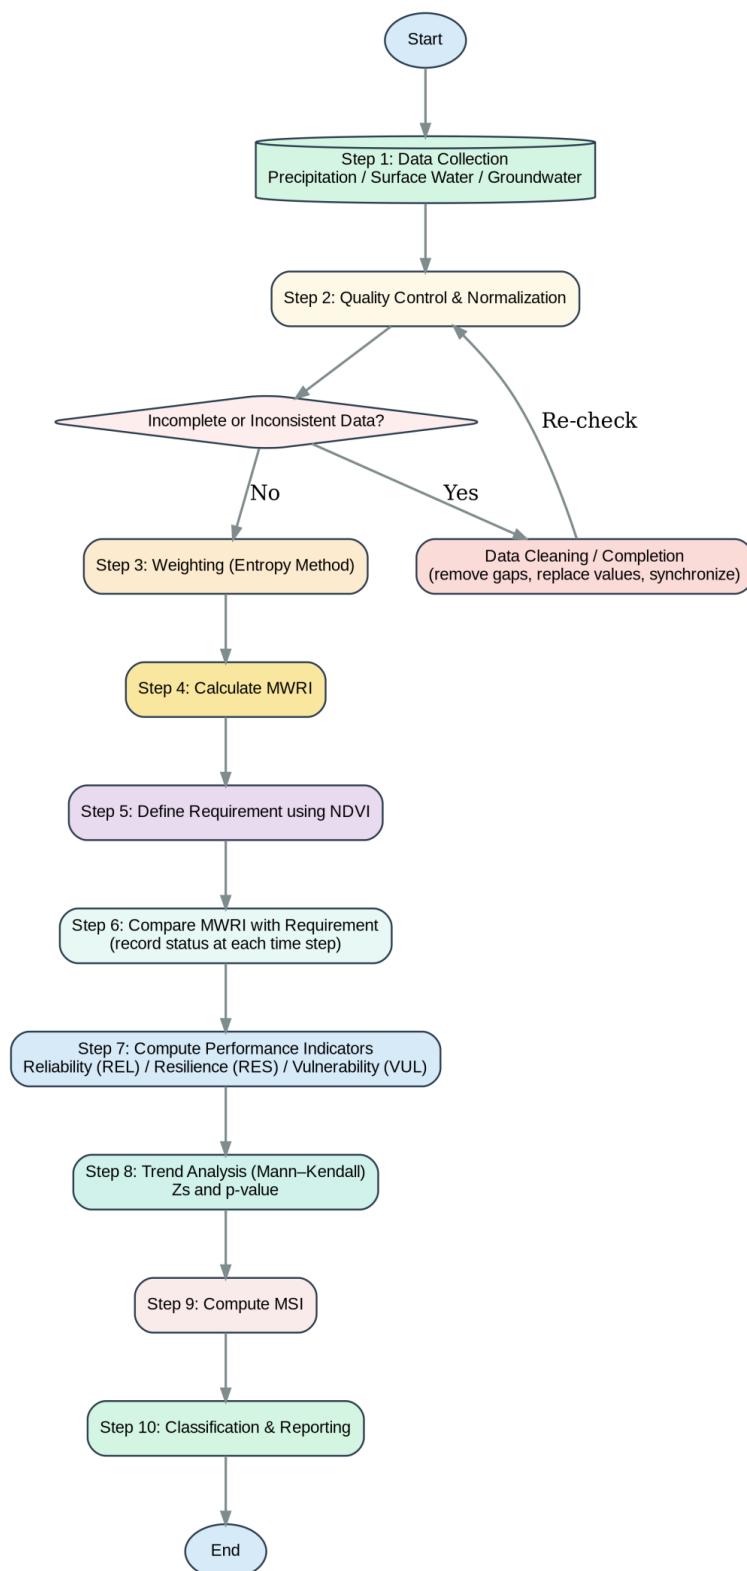 Start
Step 1: Data Collection
Precipitation / Surface Water / Groundwater
Step 2: Quality Control & Normalization
Incomplete or Inconsistent Data?
Re-check
No
Yes
Step 3: Weighting (Entropy Method)
Data Cleaning / Completion
(remove gaps, replace values, synchronize)
Step 4: Calculate MWRI
Step 5: Define Requirement using NDVI
Step 6: Compare MWRI with Requirement
(record status at each time step)
Step 7: Compute Performance Indicators
Reliability (REL) / Resilience (RES) / Vulnerability (VUL)
Step 8: Trend Analysis (Mann–Kendall)
Zs and p-value
Step 9: Compute MSI
Step 10: Classification & Reporting
End